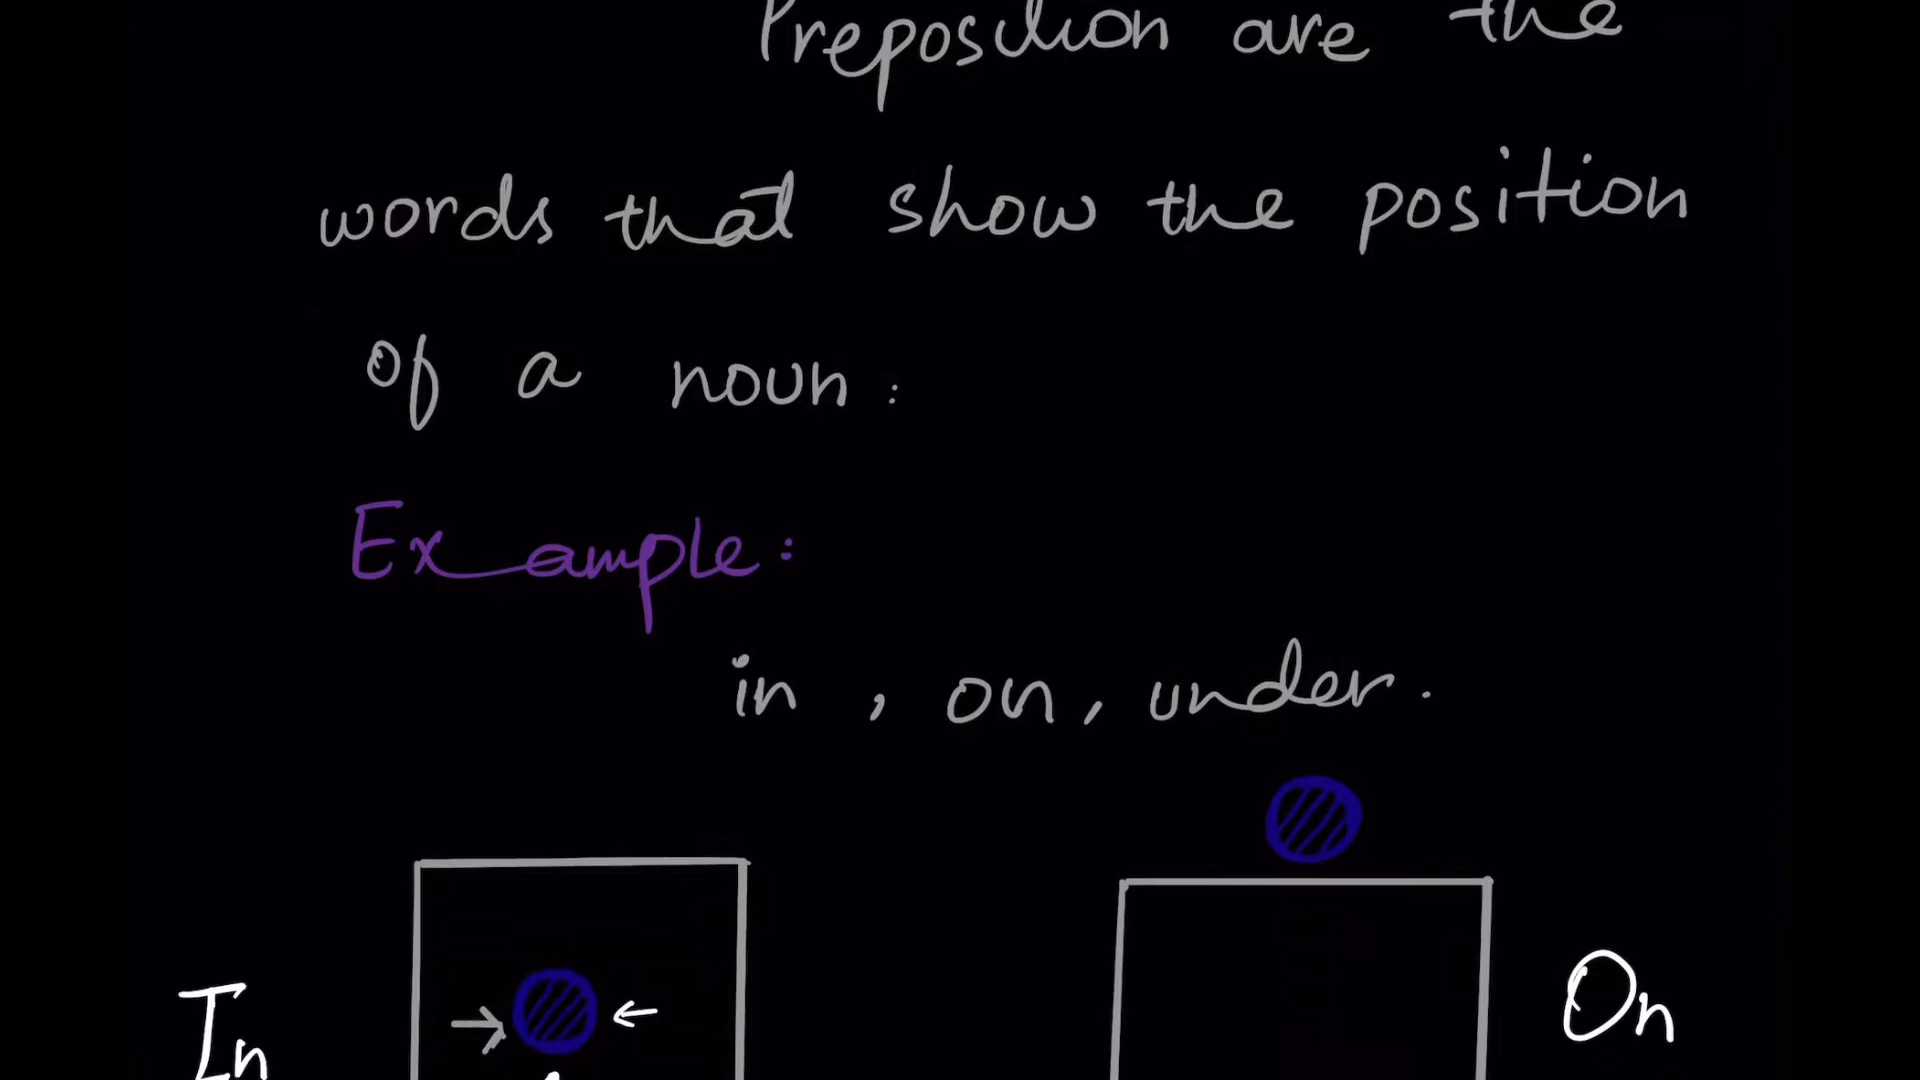 Preposition are the
words that show the position
of a noun:
Example:
in, on, under.
In
On